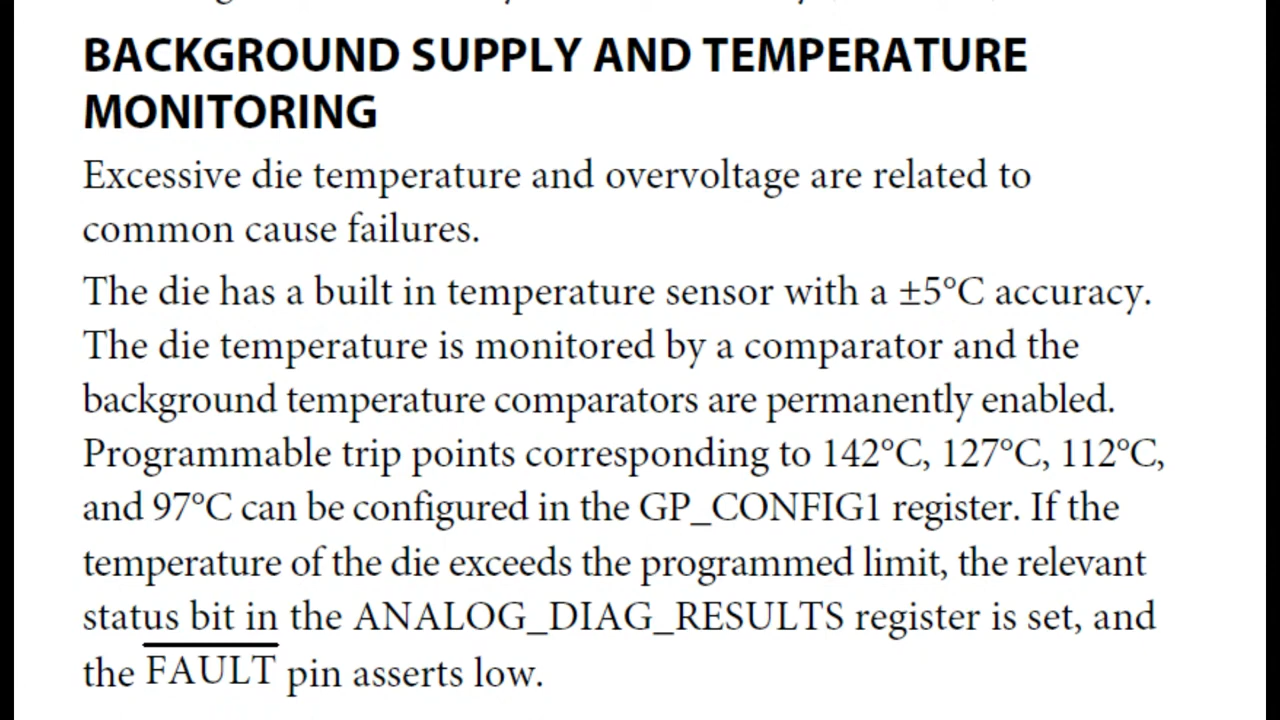 BACKGROUND SUPPLY AND TEMPERATURE
MONITORING
Excessive die temperature and overvoltage are related to
common cause failures.
The die has a built in temperature sensor with a ±5°C accuracy.
The die temperature is monitored by a comparator and the
background temperature comparators are permanently enabled.
Programmable trip points corresponding to 142°C, 127°C, 112°C,
and 97°C can be configured in the GP_CONFIG1 register. If the
temperature of the die exceeds the programmed limit, the relevant
status bit in the ANALOG_DIAG_RESULTS register is set, and
the FAULT pin asserts low.